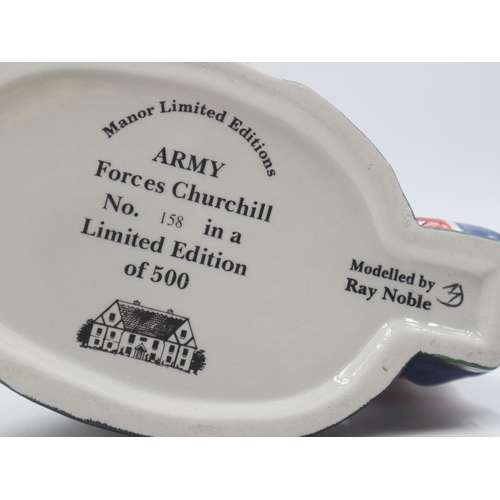 Manor Limited Editions
ARMY
Forces Churchill
No. 158 in a
Limited Edition
of 500
Modelled by
Ray Noble